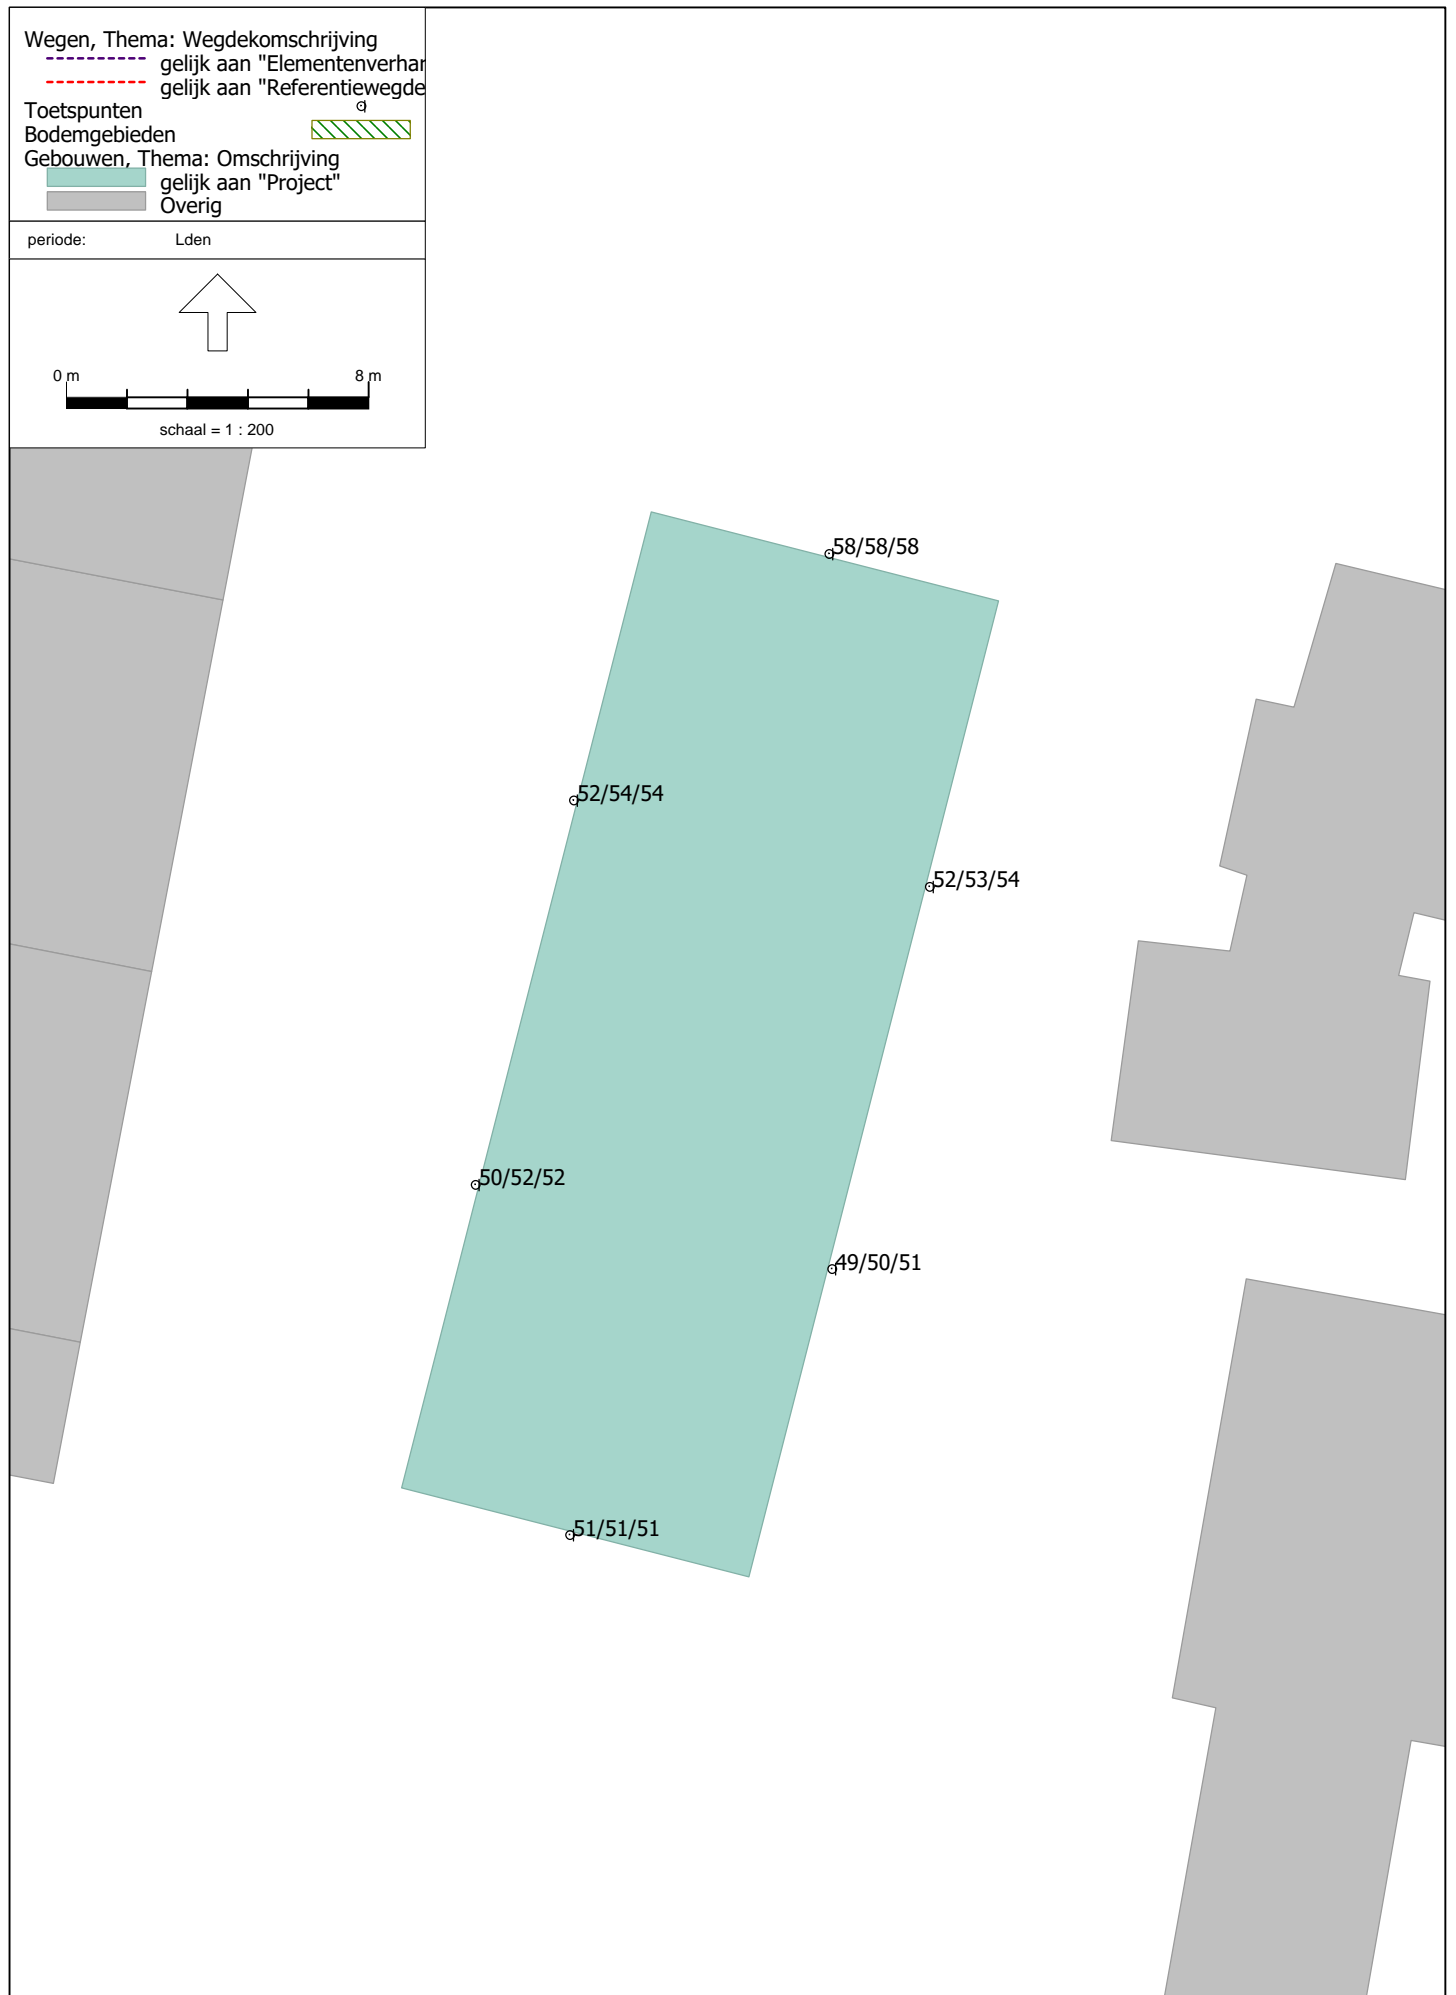 Wegen, Thema: Wegdekomschrijving
gelijk aan "Elementenverhar
gelijk aan "Referentiewegde
Toetspunten
Bodemgebieden
Gebouwen, Thema: Omschrijving
gelijk aan "Project"
Overig
periode: Lden
0 m 8 m
schaal = 1 : 200
58/58/58
52/54/54
52/53/54
50/52/52
49/50/51
51/51/51